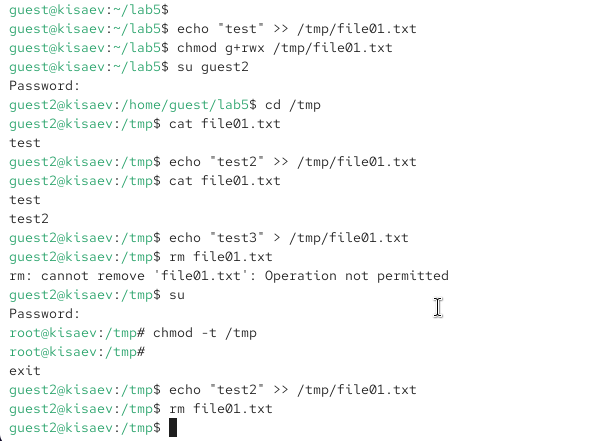 guest@kisaev:~/lab5$
guest@kisaev:~/lab5$ echo "test" >> /tmp/file01.txt
guest@kisaev:~/lab5$ chmod g+rwx /tmp/file01.txt
guest@kisaev:~/lab5$ su guest2
Password:
guest2@kisaev:/home/guest/lab5$ cd /tmp
guest2@kisaev:/tmp$ cat file01.txt
test
guest2@kisaev:/tmp$ echo "test2" >> /tmp/file01.txt
guest2@kisaev:/tmp$ cat file01.txt
test
test2
guest2@kisaev:/tmp$ echo "test3" > /tmp/file01.txt
guest2@kisaev:/tmp$ rm file01.txt
rm: cannot remove 'file01.txt': Operation not permitted
guest2@kisaev:/tmp$ su
Password:
root@kisaev:/tmp# chmod -t /tmp
root@kisaev:/tmp#
exit
guest2@kisaev:/tmp$ echo "test2" >> /tmp/file01.txt
guest2@kisaev:/tmp$ rm file01.txt
guest2@kisaev:/tmp$